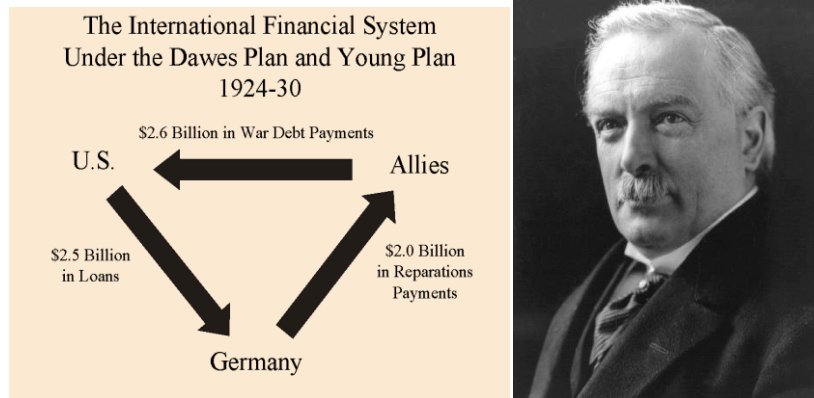 The International Financial System
Under the Dawes Plan and Young Plan
1924-30
$2.6 Billion in War Debt Payments
U.S.
Allies
$2.5 Billion
in Loans
$2.0 Billion
in Reparations
Payments
Germany